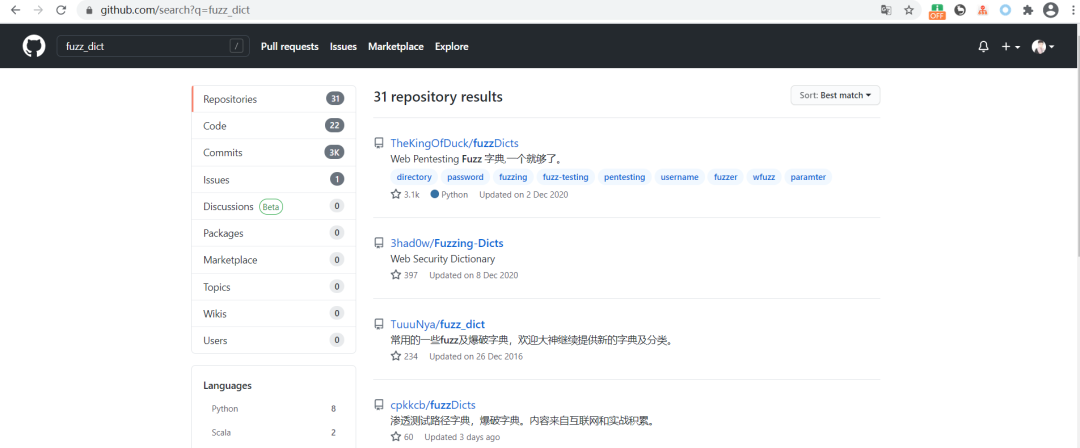 github.com/search?q=fuzz_dict
OFF
fuzz_dict
/
Pull requests Issues Marketplace Explore
Repositories 31
Code 22
Commits 3K
Issues 1
Discussions Beta 0
Packages 0
Marketplace 0
Topics 0
Wikis 0
Users 0
Languages
Python 8
Scala 2
31 repository results
Sort: Best match
TheKingOfDuck/fuzzDicts
Web Pentesting Fuzz 字典,一个就够了。
directory password fuzzing fuzz-testing pentesting username fuzzer wfuzz paramter
3.1k Python Updated on 2 Dec 2020
3had0w/Fuzzing-Dicts
Web Security Dictionary
397 Updated on 8 Dec 2020
TuuuNya/fuzz_dict
常用的一些fuzz及爆破字典，欢迎大神继续提供新的字典及分类。
234 Updated on 26 Dec 2016
cpkkcb/fuzzDicts
渗透测试路径字典，爆破字典。内容来自互联网和实战积累。
60 Updated 3 days ago